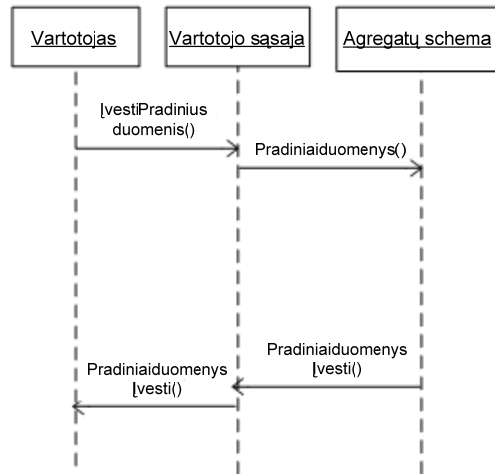 Vartotojas
Vartotojo sąsaja
Agregatų schema
ĮvestiPradinius
duomenis()
Pradiniaiduomenys()
Pradiniaiduomenys
Įvesti()
Pradiniaiduomenys
Įvesti()